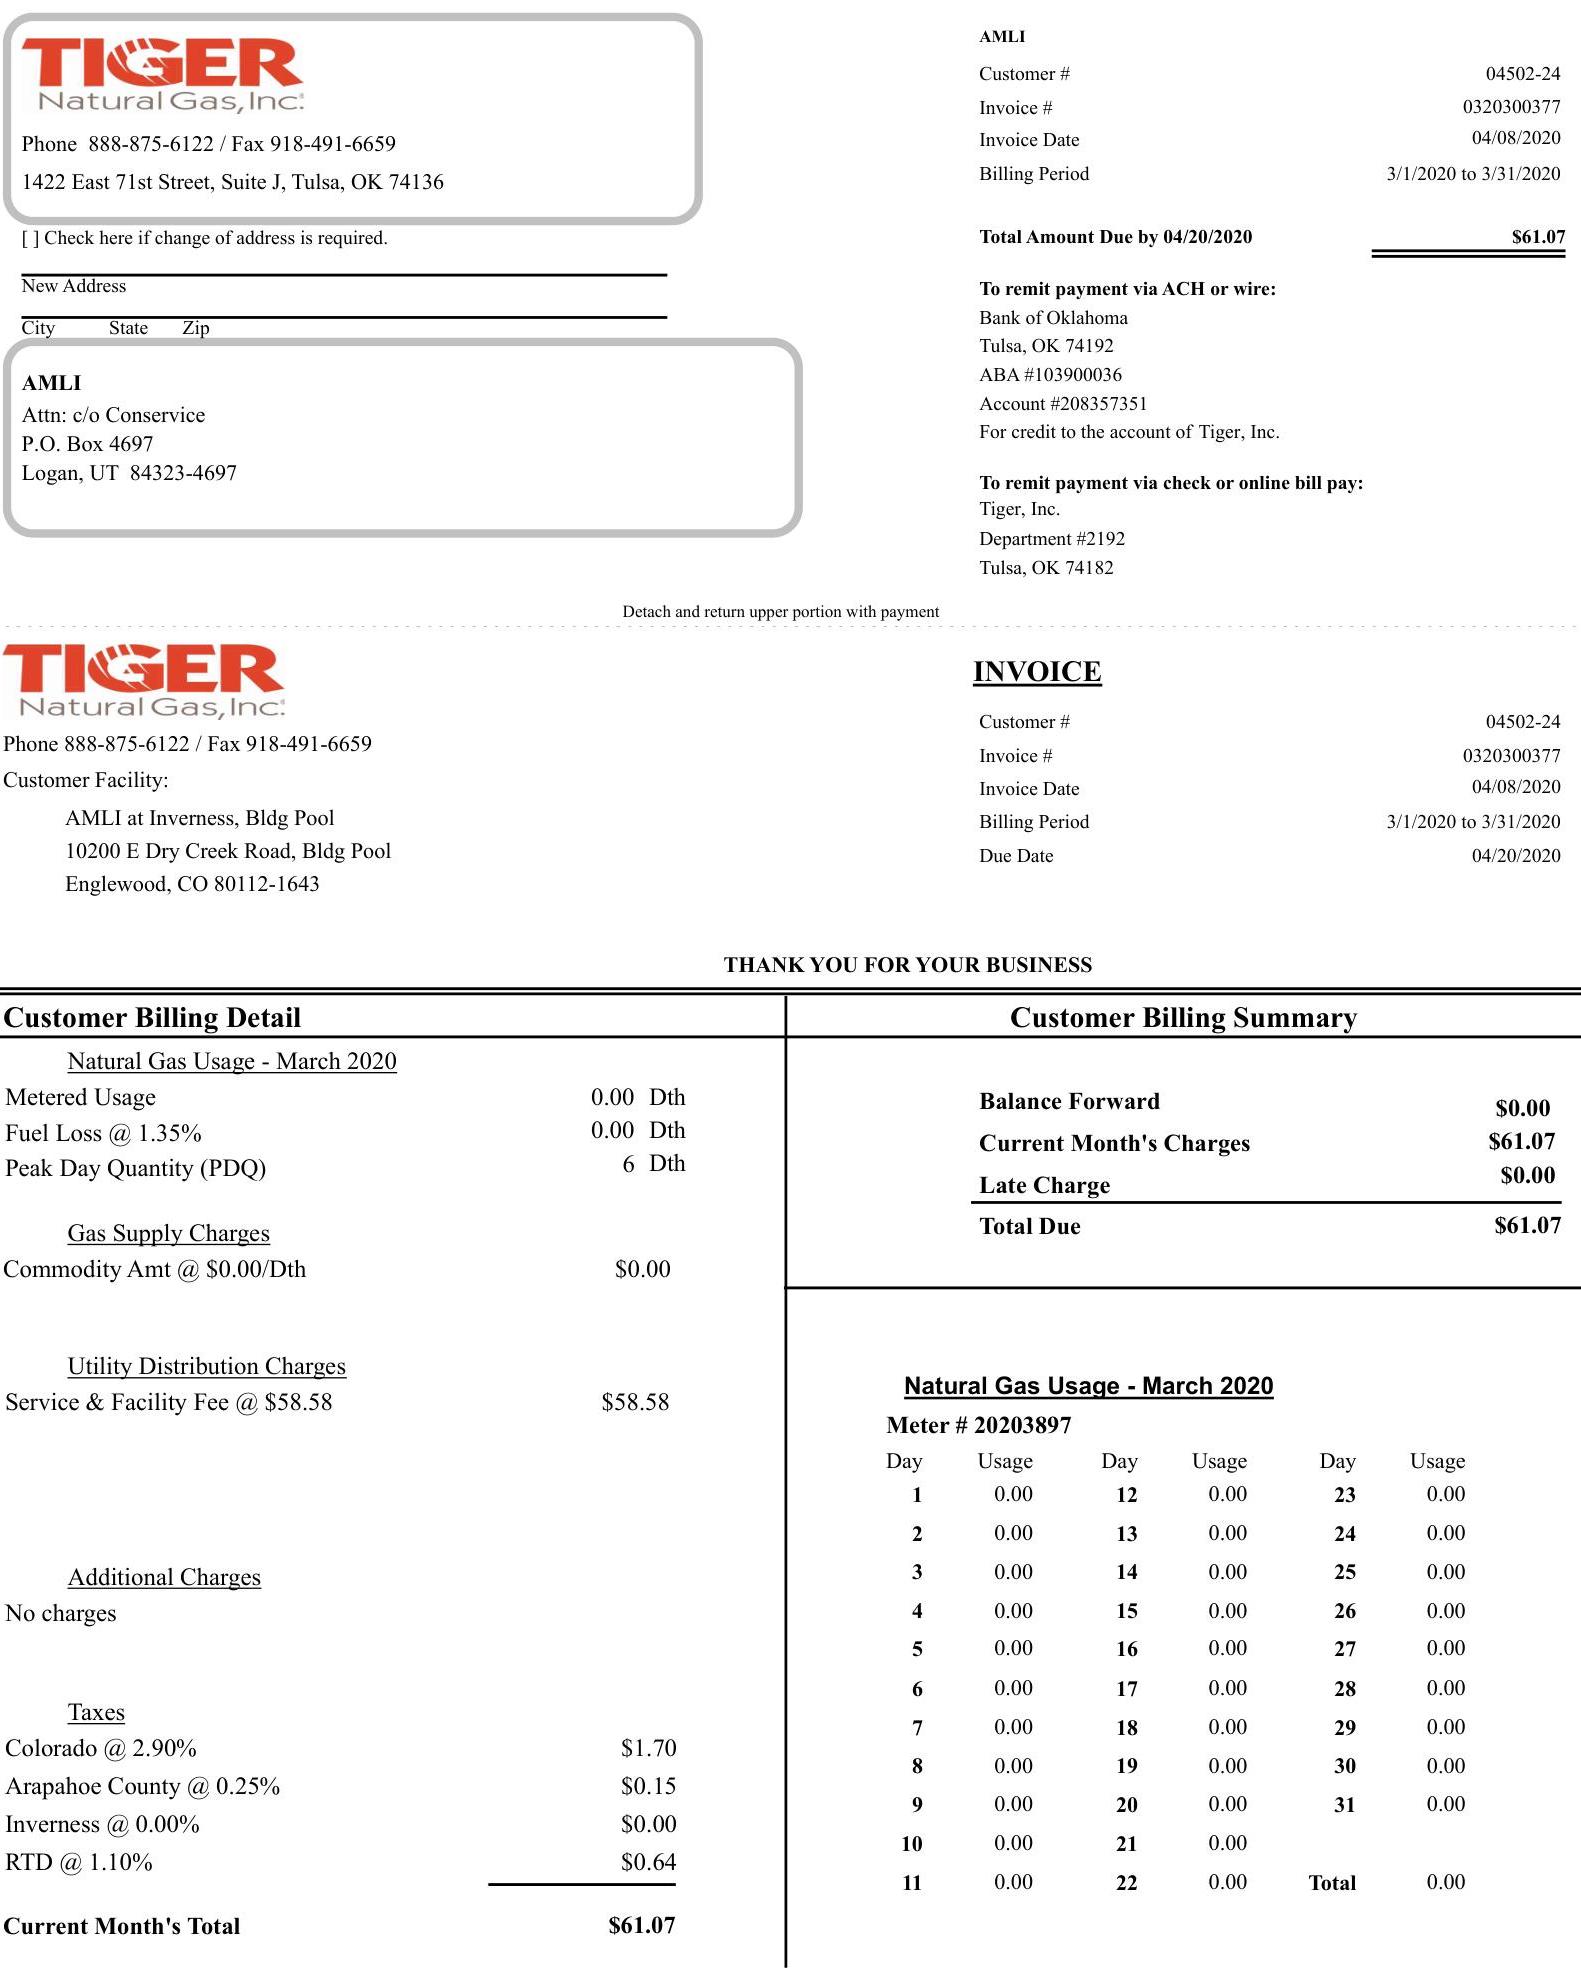 TIGER
Natural Gas, Inc.
Phone  888-875-6122 / Fax 918-491-6659
1422 East 71st Street, Suite J, Tulsa, OK 74136
[ ] Check here if change of address is required.
New Address
City State Zip
AMLI
Attn: c/o Conservice
P.O. Box 4697
Logan, UT  84323-4697
AMLI
Customer # 04502-24
Invoice # 0320300377
Invoice Date 04/08/2020
Billing Period 3/1/2020 to 3/31/2020
Total Amount Due by 04/20/2020 $61.07
To remit payment via ACH or wire:
Bank of Oklahoma
Tulsa, OK 74192
ABA #103900036
Account #208357351
For credit to the account of Tiger, Inc.
To remit payment via check or online bill pay:
Tiger, Inc.
Department #2192
Tulsa, OK 74182
Detach and return upper portion with payment
TIGER
Natural Gas, Inc.
Phone 888-875-6122 / Fax 918-491-6659
Customer Facility:
AMLI at Inverness, Bldg Pool
10200 E Dry Creek Road, Bldg Pool
Englewood, CO 80112-1643
INVOICE
Customer # 04502-24
Invoice # 0320300377
Invoice Date 04/08/2020
Billing Period 3/1/2020 to 3/31/2020
Due Date 04/20/2020
THANK YOU FOR YOUR BUSINESS
Customer Billing Detail
Natural Gas Usage - March 2020
Metered Usage 0.00 Dth
Fuel Loss @ 1.35% 0.00 Dth
Peak Day Quantity (PDQ) 6 Dth
Gas Supply Charges
Commodity Amt @ $0.00/Dth $0.00
Utility Distribution Charges
Service & Facility Fee @ $58.58 $58.58
Additional Charges
No charges
Taxes
Colorado @ 2.90% $1.70
Arapahoe County @ 0.25% $0.15
Inverness @ 0.00% $0.00
RTD @ 1.10% $0.64
Current Month's Total $61.07
Customer Billing Summary
Balance Forward $0.00
Current Month's Charges $61.07
Late Charge $0.00
Total Due $61.07
Natural Gas Usage - March 2020
Meter # 20203897
Day Usage Day Usage Day Usage
1 0.00 12 0.00 23 0.00
2 0.00 13 0.00 24 0.00
3 0.00 14 0.00 25 0.00
4 0.00 15 0.00 26 0.00
5 0.00 16 0.00 27 0.00
6 0.00 17 0.00 28 0.00
7 0.00 18 0.00 29 0.00
8 0.00 19 0.00 30 0.00
9 0.00 20 0.00 31 0.00
10 0.00 21 0.00
11 0.00 22 0.00 Total 0.00